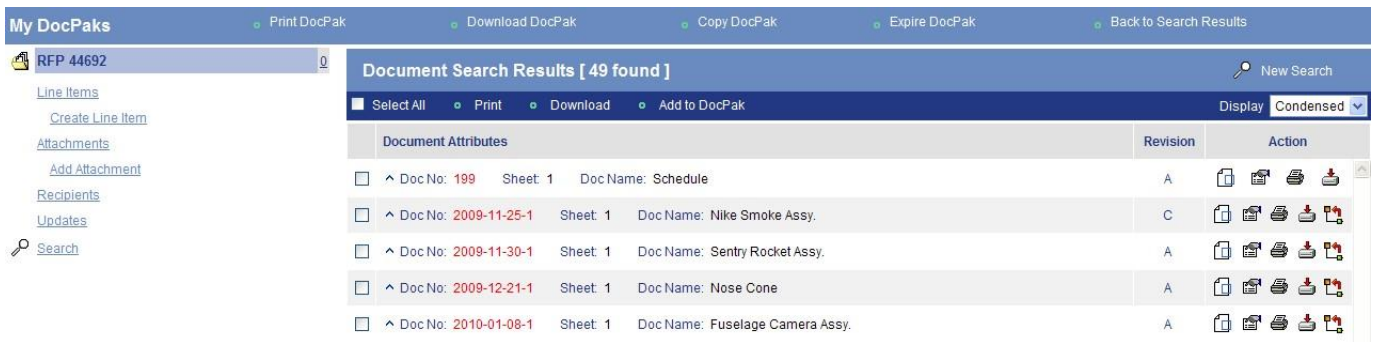 My DocPaks
Print DocPak Download DocPak Copy DocPak Expire DocPak Back to Search Results
RFP 44692 0
Line Items
Create Line Item
Attachments
Add Attachment
Recipients
Updates
Search
Document Search Results [ 49 found ] New Search
Select All Print Download Add to DocPak Display Condensed
Document Attributes Revision Action
Doc No: 199 Sheet: 1 Doc Name: Schedule A
Doc No: 2009-11-25-1 Sheet: 1 Doc Name: Nike Smoke Assy. C
Doc No: 2009-11-30-1 Sheet: 1 Doc Name: Sentry Rocket Assy. A
Doc No: 2009-12-21-1 Sheet: 1 Doc Name: Nose Cone A
Doc No: 2010-01-08-1 Sheet: 1 Doc Name: Fuselage Camera Assy. A